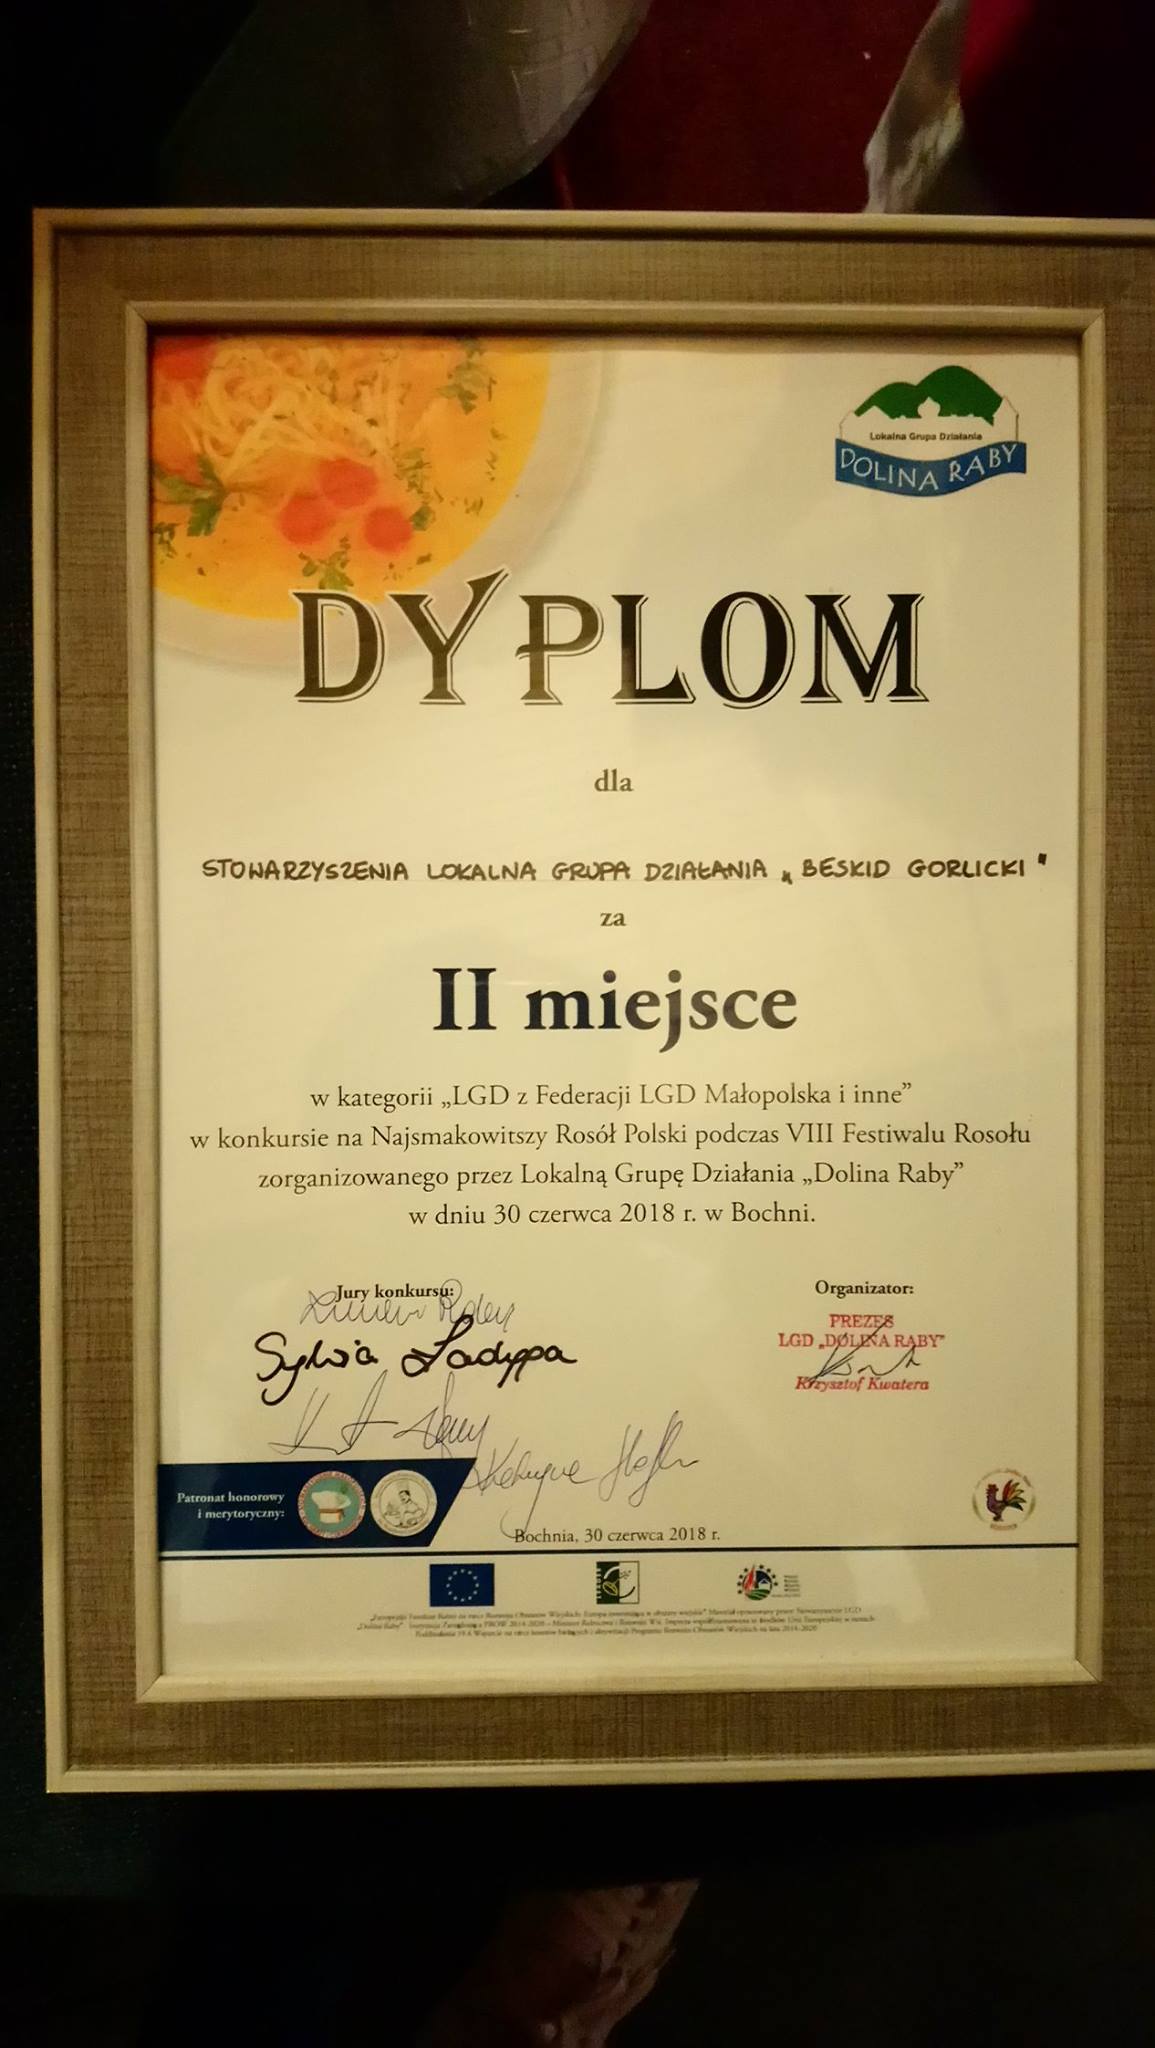 Lokalna Grupa Działania
DOLINA RABY
DYPLOM
dla
STOWARZYSZENIA LOKALNA GRUPA DZIAŁANIA „BESKID GORLICKI"
za
II miejsce
w kategorii „LGD z Federacji LGD Małopolska i inne”
w konkursie na Najsmakowitszy Rosół Polski podczas VIII Festiwalu Rosołu
zorganizowanego przez Lokalną Grupę Działania „Dolina Raby”
w dniu 30 czerwca 2018 r. w Bochni.
Jury konkursu:
Sylwia Ładyga
Organizator:
PREZES
LGD „DOLINA RABY”
Krzysztof Kwatera
Patronat honorowy
i merytoryczny:
Bochnia, 30 czerwca 2018 r.